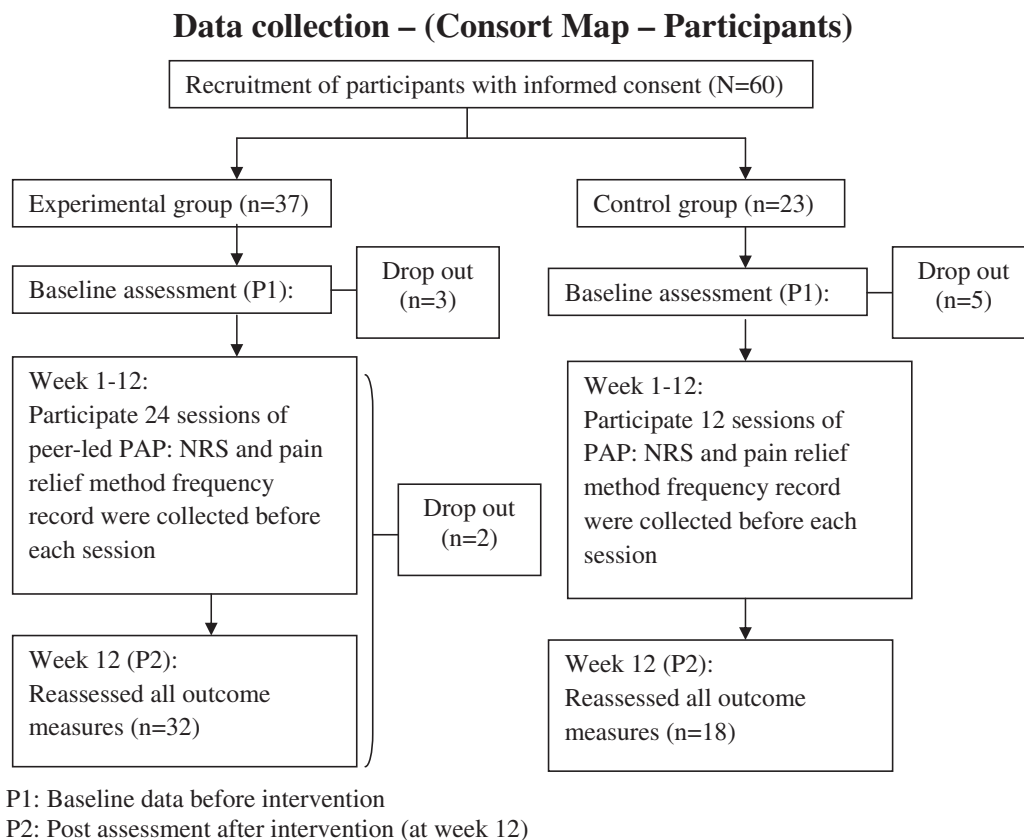 Data collection – (Consort Map – Participants)
Recruitment of participants with informed consent (N=60)
Experimental group (n=37)
Control group (n=23)
Baseline assessment (P1):
Drop out
(n=3)
Baseline assessment (P1):
Drop out
(n=5)
Week 1-12:
Participate 24 sessions of
peer-led PAP: NRS and pain
relief method frequency
record were collected before
each session
Drop out
(n=2)
Week 1-12:
Participate 12 sessions of
PAP: NRS and pain relief
method frequency record
were collected before each
session
Week 12 (P2):
Reassessed all outcome
measures (n=32)
Week 12 (P2):
Reassessed all outcome
measures (n=18)
P1: Baseline data before intervention
P2: Post assessment after intervention (at week 12)